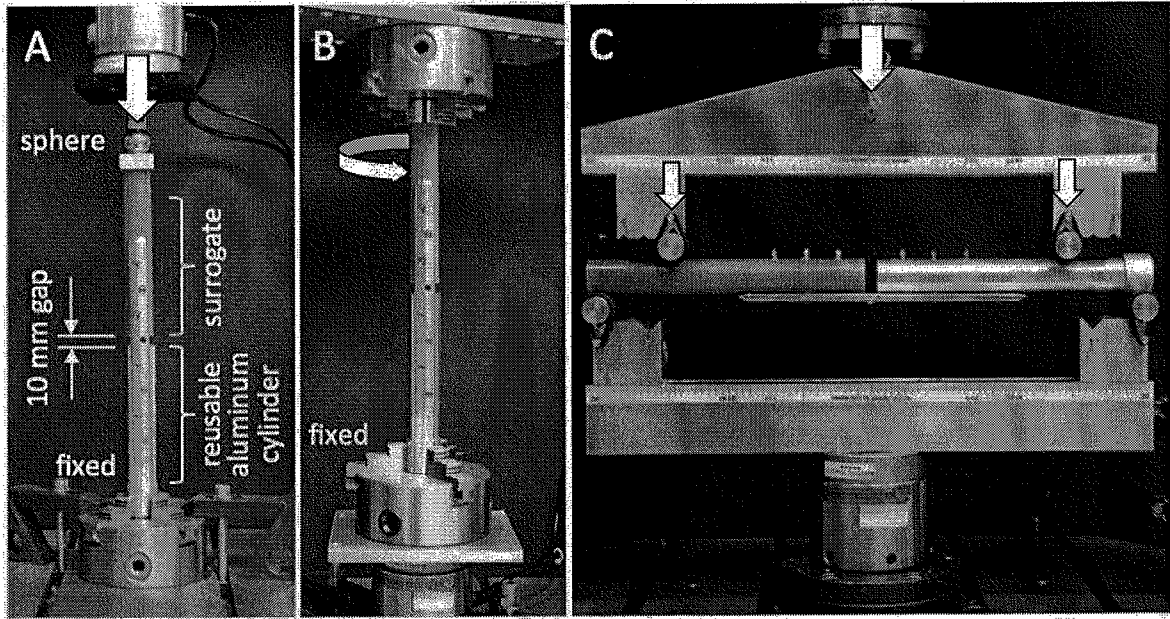 A
sphere
10 mm gap
surrogate
reusable
aluminum
cylinder
fixed
B
fixed
C